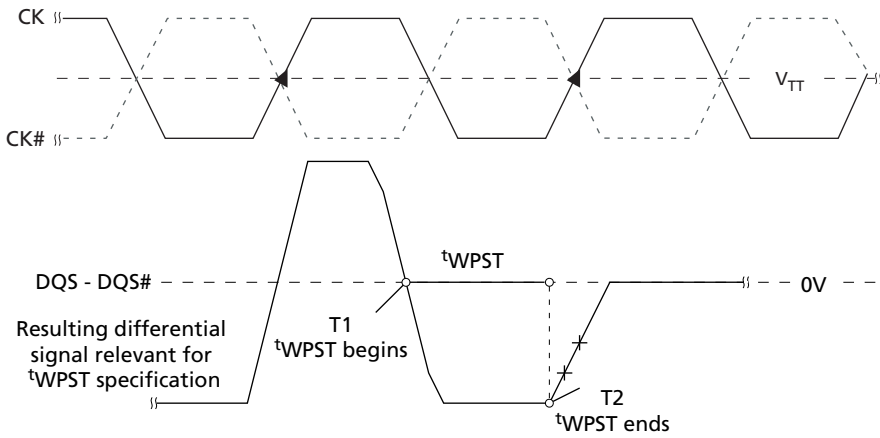 CK
V_TT
CK#
tWPST
DQS - DQS#
0V
Resulting differential
signal relevant for
tWPST specification
T1
tWPST begins
T2
tWPST ends